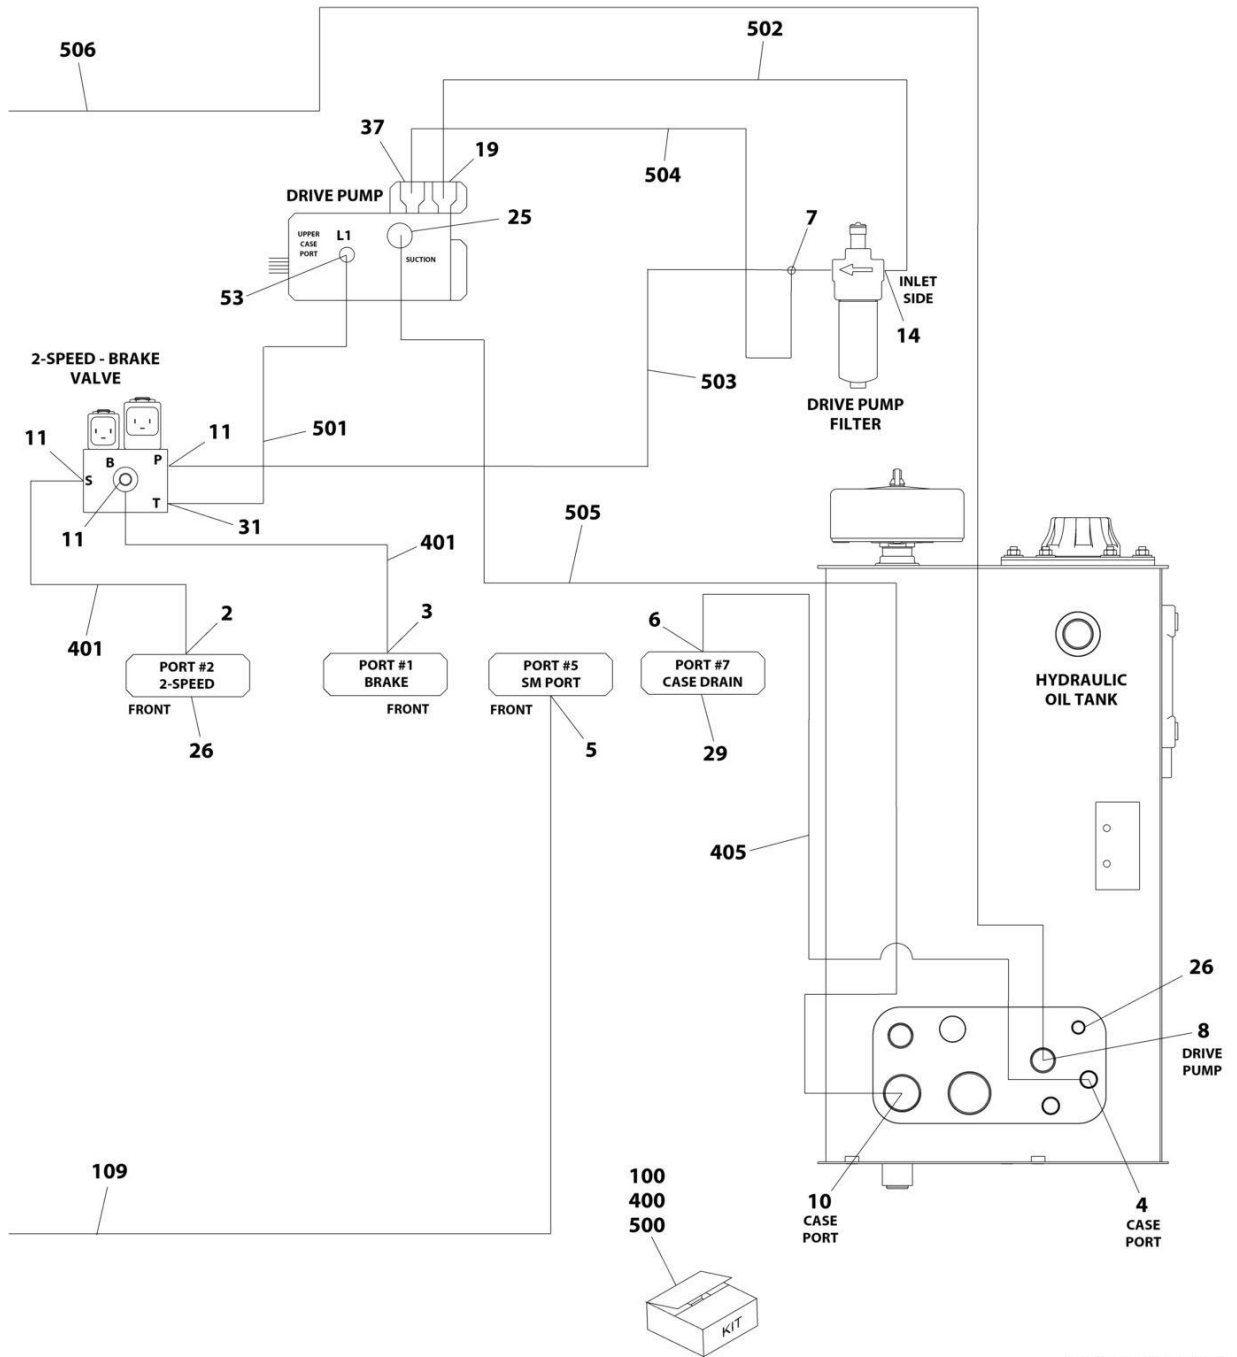 502
506
37
19
504
DRIVE PUMP
7
25
UPPER
CASE
PORT
L1
SUCTION
INLET
SIDE
53
14
2-SPEED - BRAKE
VALVE
503
DRIVE PUMP
FILTER
501
11
11
B
P
S
T
11
31
505
401
401
2
3
6
PORT #2
2-SPEED
PORT #1
BRAKE
PORT #5
SM PORT
PORT #7
CASE DRAIN
HYDRAULIC
OIL TANK
FRONT
FRONT
FRONT
26
5
29
405
26
8
DRIVE
PUMP
109
100
400
500
10
CASE
PORT
4
CASE
PORT
KIT